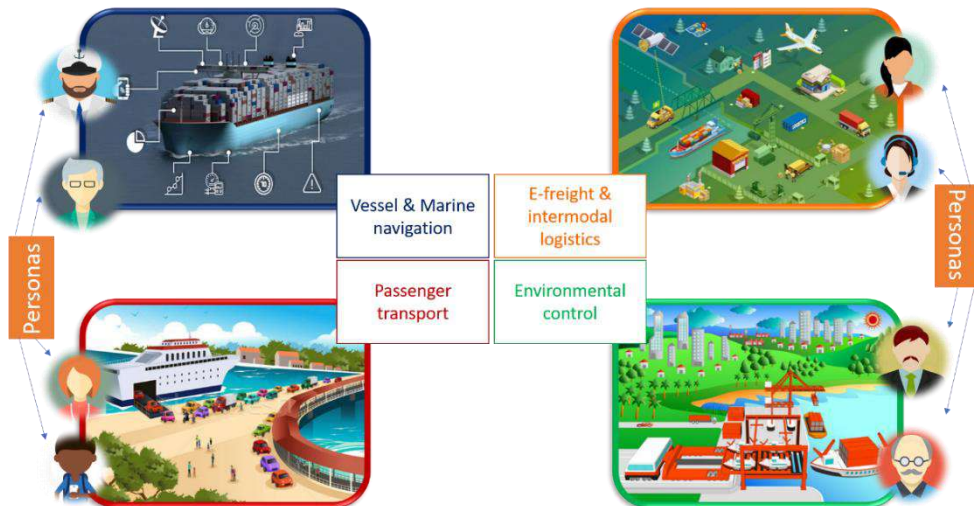 Vessel & Marine
navigation
E-freight &
intermodal
logistics
Personas
Personas
Passenger
transport
Environmental
control